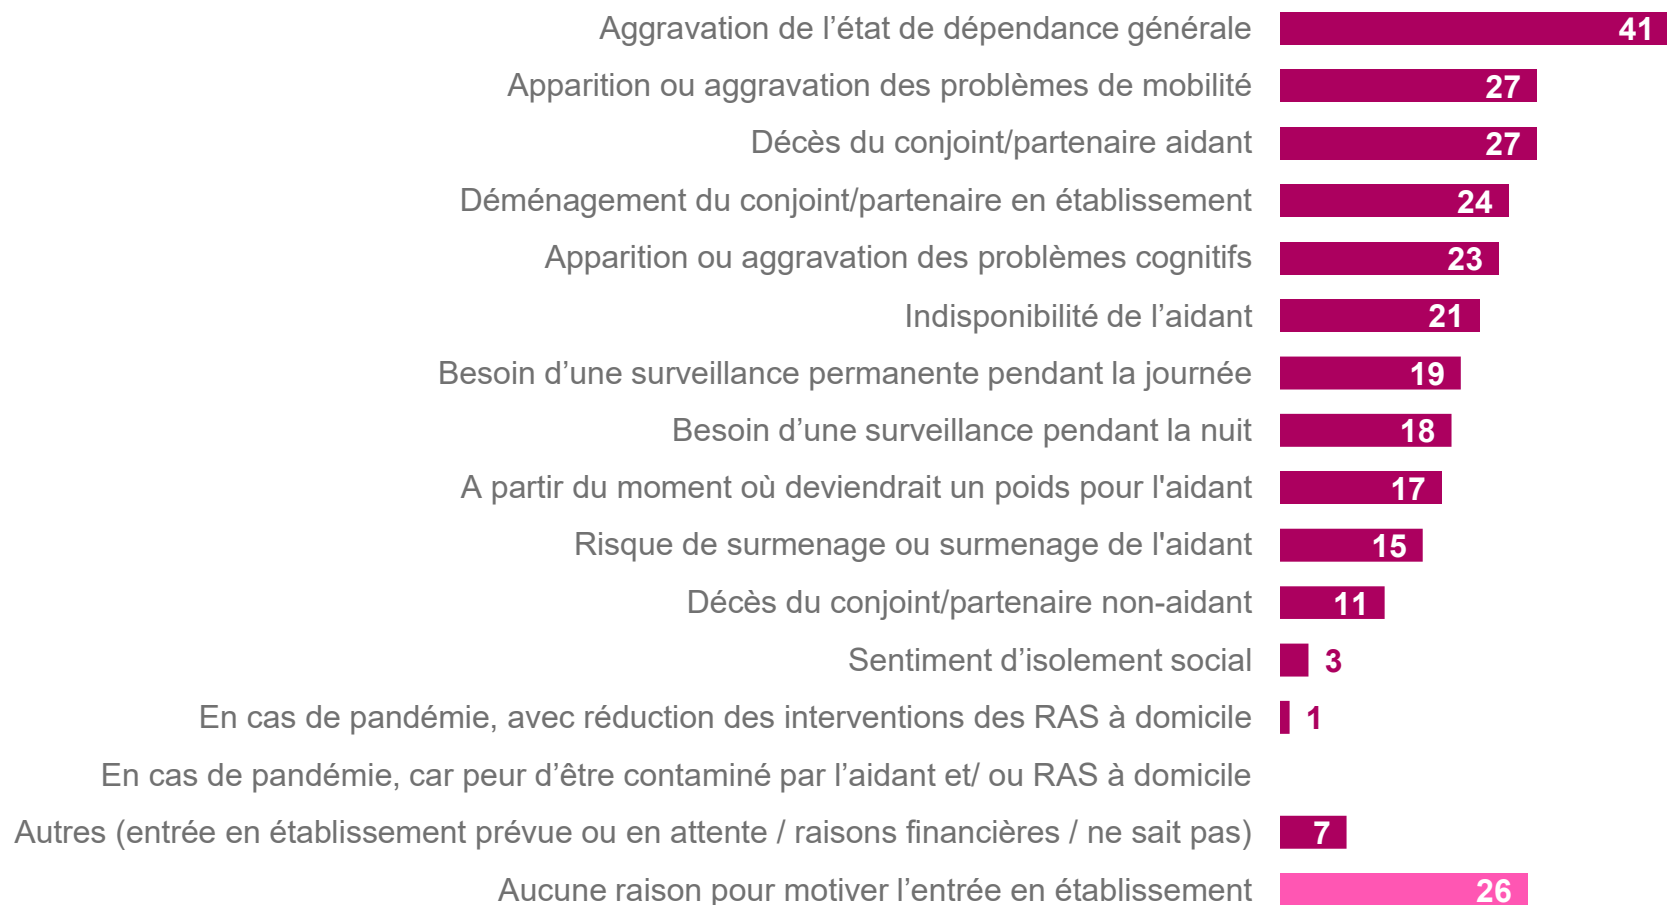 Aggravation de l’état de dépendance générale 41
Apparition ou aggravation des problèmes de mobilité 27
Décès du conjoint/partenaire aidant 27
Déménagement du conjoint/partenaire en établissement 24
Apparition ou aggravation des problèmes cognitifs 23
Indisponibilité de l’aidant 21
Besoin d’une surveillance permanente pendant la journée 19
Besoin d’une surveillance pendant la nuit 18
A partir du moment où deviendrait un poids pour l'aidant 17
Risque de surmenage ou surmenage de l'aidant 15
Décès du conjoint/partenaire non-aidant 11
Sentiment d’isolement social 3
En cas de pandémie, avec réduction des interventions des RAS à domicile 1
En cas de pandémie, car peur d’être contaminé par l’aidant et/ ou RAS à domicile
Autres (entrée en établissement prévue ou en attente / raisons financières / ne sait pas) 7
Aucune raison pour motiver l’entrée en établissement 26